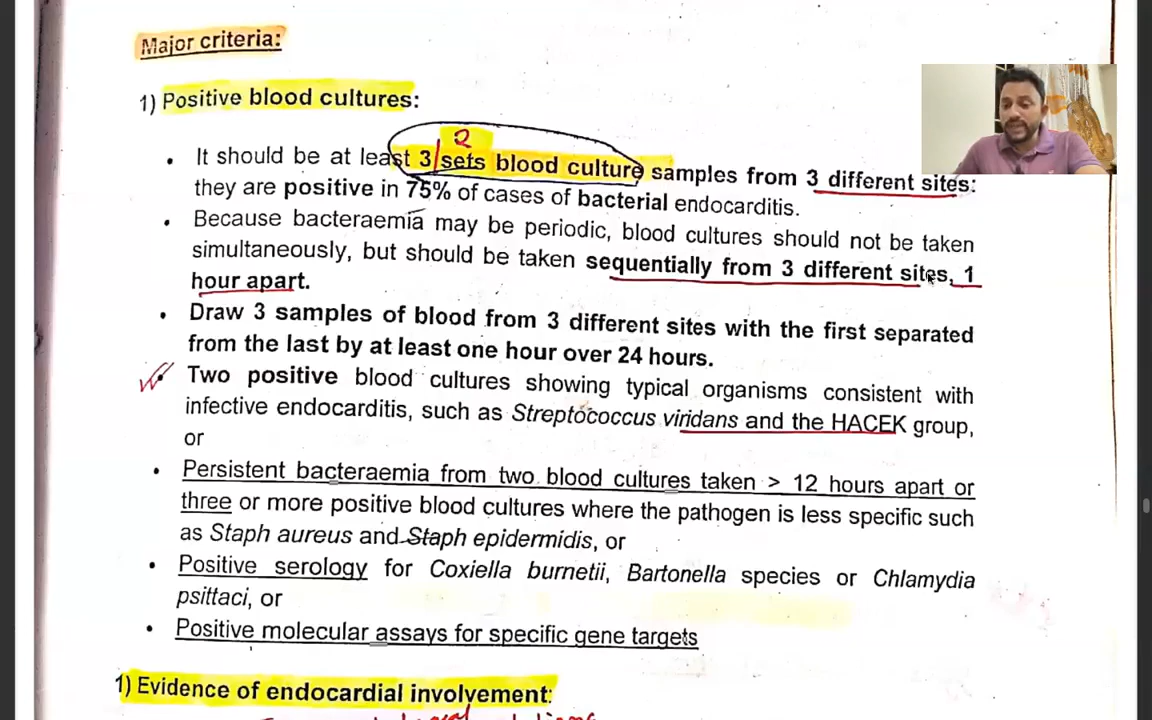 Major criteria:
1) Positive blood cultures:
2
• It should be at least 3 sets blood culture samples from 3 different sites:
they are positive in 75% of cases of bacterial endocarditis.
• Because bacteraemia may be periodic, blood cultures should not be taken
simultaneously, but should be taken sequentially from 3 different sites, 1
hour apart.
• Draw 3 samples of blood from 3 different sites with the first separated
from the last by at least one hour over 24 hours.
• Two positive blood cultures showing typical organisms consistent with
infective endocarditis, such as Streptococcus viridans and the HACEK group,
or
• Persistent bacteraemia from two blood cultures taken > 12 hours apart or
three or more positive blood cultures where the pathogen is less specific such
as Staph aureus and Staph epidermidis, or
• Positive serology for Coxiella burnetii, Bartonella species or Chlamydia
psittaci, or
• Positive molecular assays for specific gene targets
1) Evidence of endocardial involvement: